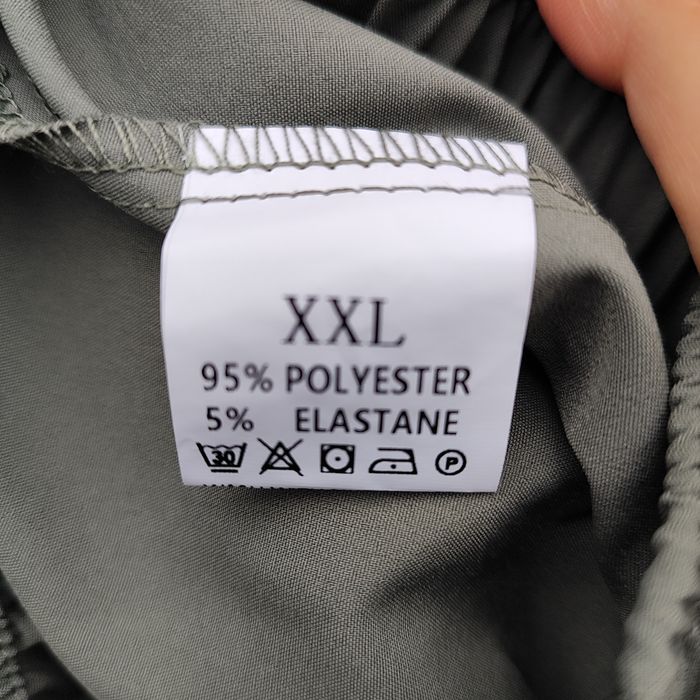 XXL
95% POLYESTER
5% ELASTANE
30 P